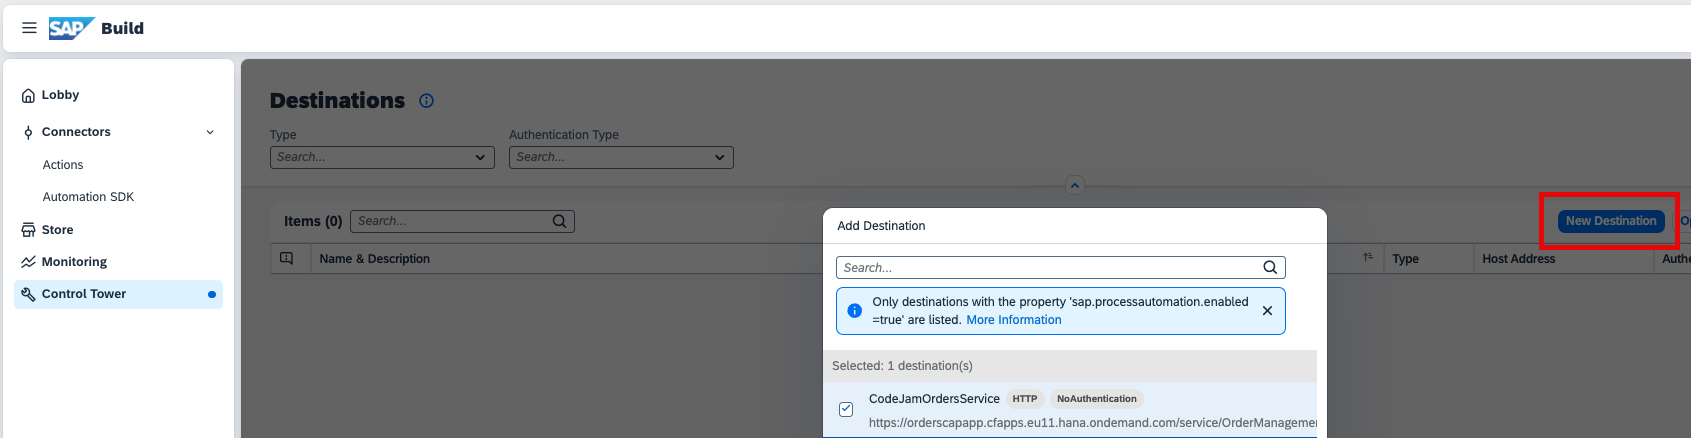 SAP Build
Lobby
Connectors
Actions
Automation SDK
Store
Monitoring
Control Tower
Destinations
Type
Authentication Type
Search...
Search...
Items (0)
Search...
New Destination
Name & Description
Type
Host Address
Add Destination
Search...
Only destinations with the property 'sap.processautomation.enabled
=true' are listed. More Information
Selected: 1 destination(s)
CodeJamOrdersService HTTP NoAuthentication
https://orderscapapp.cfapps.eu11.hana.ondemand.com/service/OrderManagemen